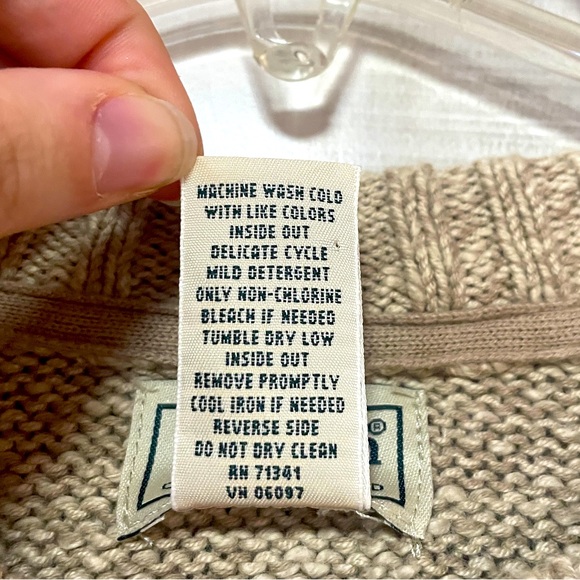 MACHINE WASH COLD
WITH LIKE COLORS
INSIDE OUT
DELICATE CYCLE
MILD DETERGENT
ONLY NON-CHLORINE
BLEACH IF NEEDED
TUMBLE DRY LOW
INSIDE OUT
REMOVE PROMPTLY
COOL IRON IF NEEDED
REVERSE SIDE
DO NOT DRY CLEAN
RN 71341
VN 06097
®